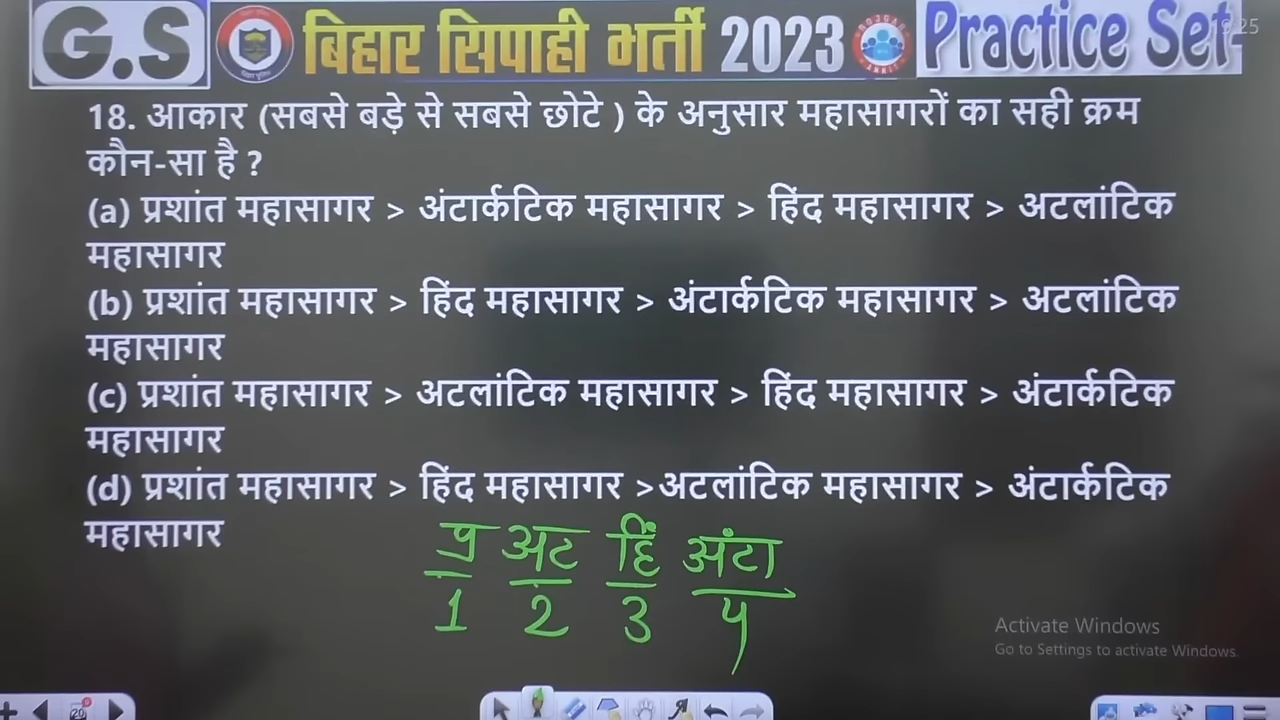 G.S बिहार सिपाही भर्ती 2023 Practice Set-
18. आकार (सबसे बड़े से सबसे छोटे ) के अनुसार महासागरों का सही क्रम
कौन-सा है ?
(a) प्रशांत महासागर > अंटार्कटिक महासागर > हिंद महासागर > अटलांटिक
महासागर
(b) प्रशांत महासागर > हिंद महासागर > अंटार्कटिक महासागर > अटलांटिक
महासागर
(c) प्रशांत महासागर > अटलांटिक महासागर > हिंद महासागर > अंटार्कटिक
महासागर
(d) प्रशांत महासागर > हिंद महासागर >अटलांटिक महासागर > अंटार्कटिक
महासागर
प्र अट हिं अंटा
1 2 3 4
Activate Windows
Go to Settings to activate Windows.